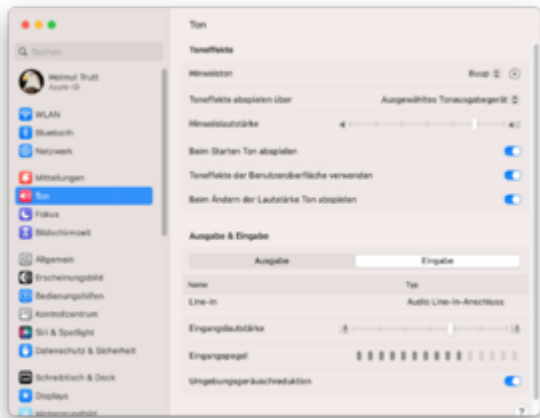 Ton
Suchen
Helmut Trutt
Apple-ID
WLAN
Bluetooth
Netzwerk
Mitteilungen
Ton
Fokus
Bildschirmzeit
Allgemein
Erscheinungsbild
Bedienungshilfen
Kontrollzentrum
Siri & Spotlight
Datenschutz & Sicherheit
Schreibtisch & Dock
Displays
Hintergrundbild
Toneffekte
Hinweiston
Buup
Toneffekte abspielen über
Ausgewähltes Tonausgabegerät
Hinweislautstärke
Beim Starten Ton abspielen
Toneffekte der Benutzeroberfläche verwenden
Beim Ändern der Lautstärke Ton abspielen
Ausgabe & Eingabe
Ausgabe
Eingabe
Name
Typ
Line-In
Audio Line-In-Anschluss
Eingangslautstärke
Eingangspegel
Umgebungsgeräuschreduktion
?